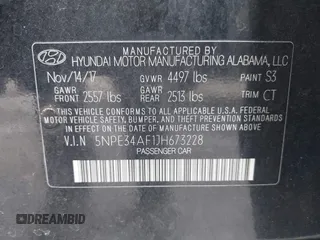 MANUFACTURED BY
HYUNDAI MOTOR MANUFACTURING ALABAMA, LLC
Nov/14/17 GVWR 4497 lbs PAINT S3
GAWR FRONT 2557 lbs GAWR REAR 2513 lbs TRIM CT
THIS VEHICLE CONFORMS TO ALL APPLICABLE U.S.A. FEDERAL MOTOR
VEHICLE SAFETY, BUMPER, AND THEFT PREVENTION STANDARDS IN
EFFECT ON THE DATE OF MANUFACTURE SHOWN ABOVE.
V.I.N 5NPE34AF1JH673228
PASSENGER CAR
DREAMBID